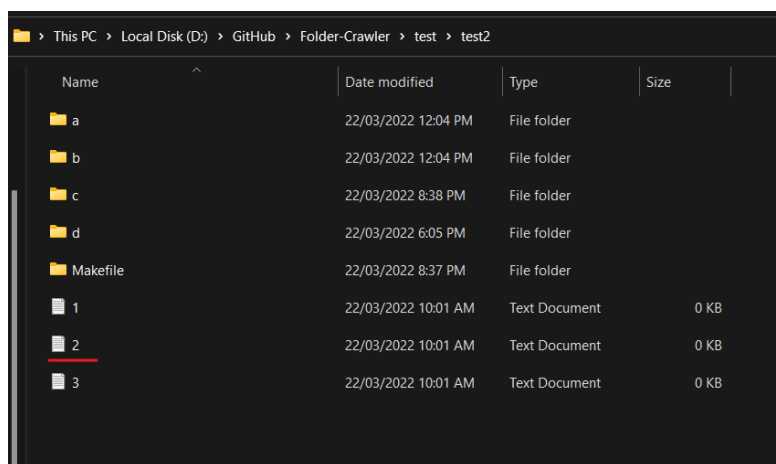 This PC > Local Disk (D:) > GitHub > Folder-Crawler > test > test2
Name Date modified Type Size
a 22/03/2022 12:04 PM File folder
b 22/03/2022 12:04 PM File folder
c 22/03/2022 8:38 PM File folder
d 22/03/2022 6:05 PM File folder
Makefile 22/03/2022 8:37 PM File folder
1 22/03/2022 10:01 AM Text Document 0 KB
2 22/03/2022 10:01 AM Text Document 0 KB
3 22/03/2022 10:01 AM Text Document 0 KB